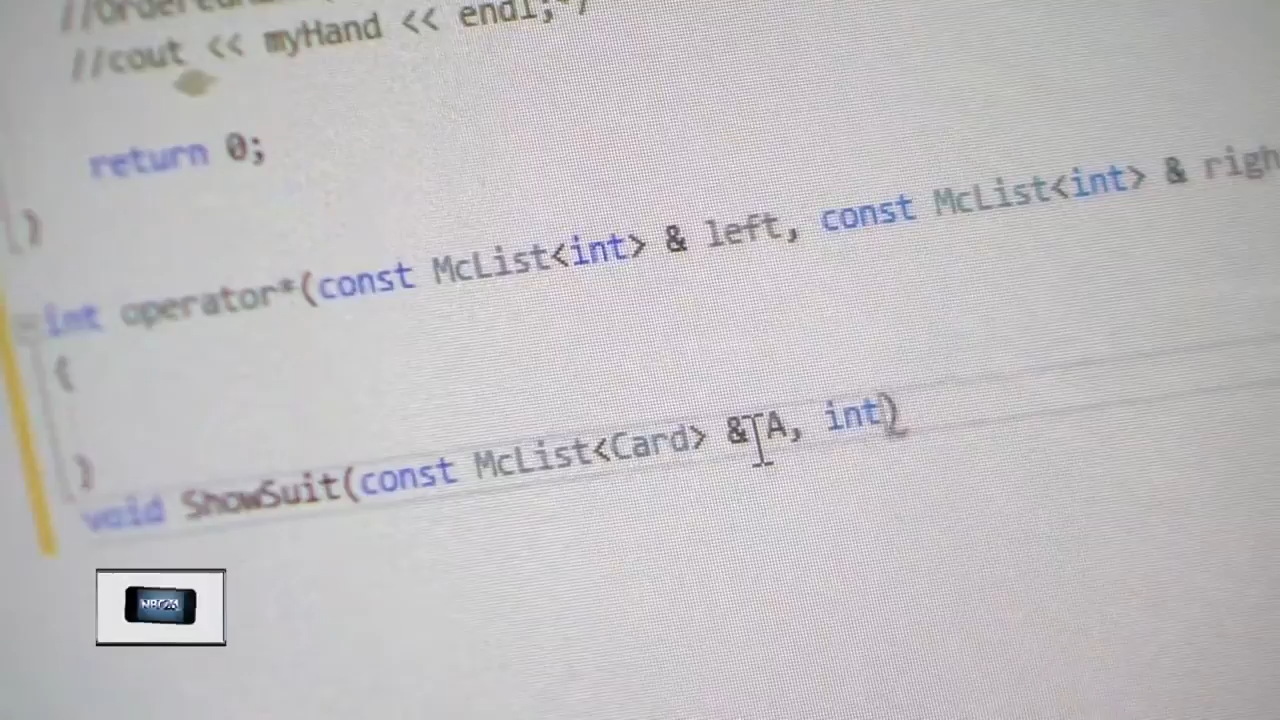 //cout << myHand << endl;*/
return 0;
}
int operator*(const McList<int> & left, const McList<int> & righ
{
}
void ShowSuit(const McList<Card> & A, int)